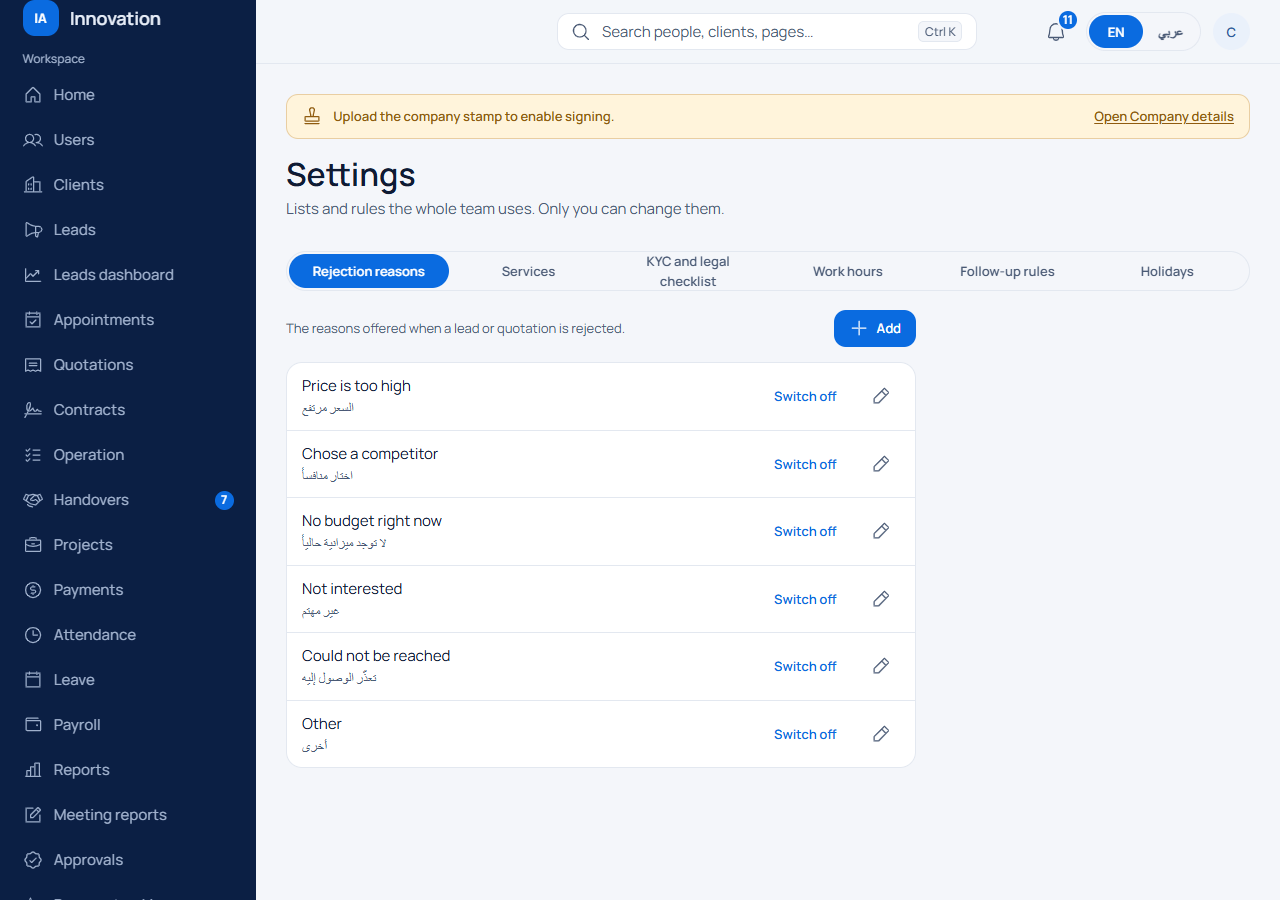 IA Innovation
Search people, clients, pages... Ctrl K
11
EN عربي C
Workspace
Home
Users
Clients
Leads
Leads dashboard
Appointments
Quotations
Contracts
Operation
Handovers 7
Projects
Payments
Attendance
Leave
Payroll
Reports
Meeting reports
Approvals
Upload the company stamp to enable signing. Open Company details
Settings
Lists and rules the whole team uses. Only you can change them.
Rejection reasons Services KYC and legal checklist Work hours Follow-up rules Holidays
The reasons offered when a lead or quotation is rejected. Add
Price is too high
السعر مرتفع
Switch off
Chose a competitor
اختار منافساً
Switch off
No budget right now
لا توجد ميزانية حالياً
Switch off
Not interested
غير مهتم
Switch off
Could not be reached
تعذّر الوصول إليه
Switch off
Other
أخرى
Switch off